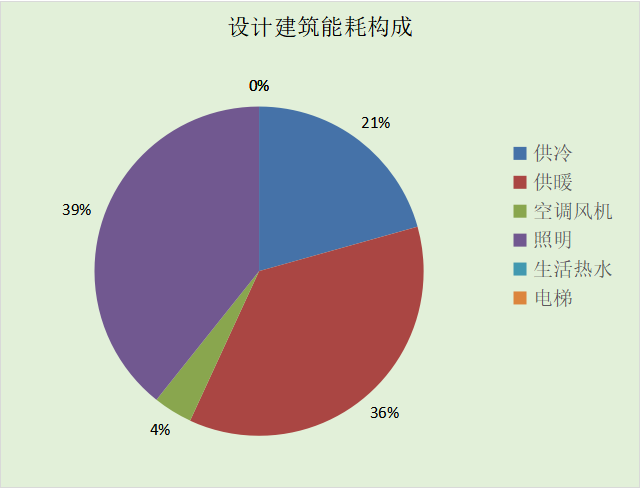 设计建筑能耗构成
0%
21%
39%
36%
4%
供冷
供暖
空调风机
照明
生活热水
电梯